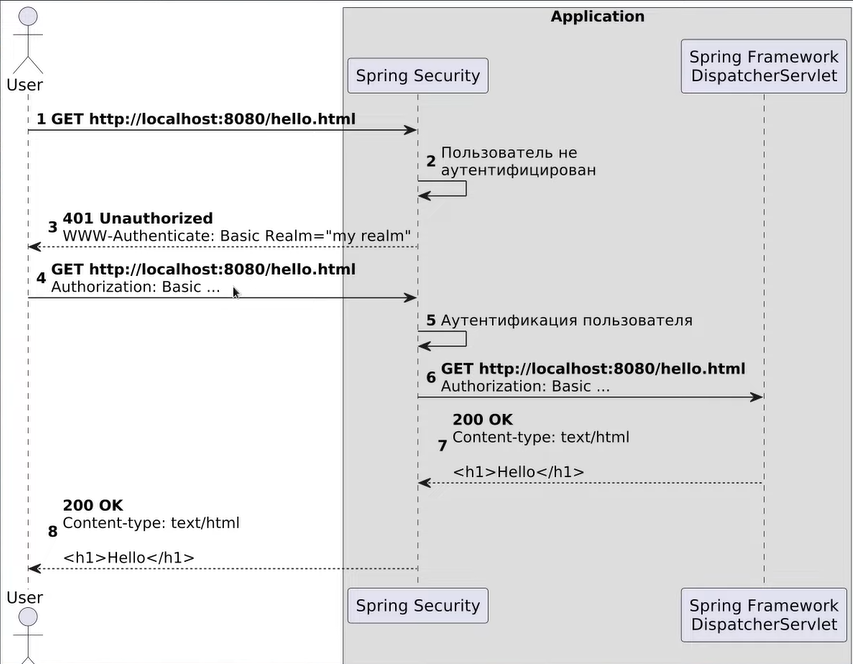 Application
User
Spring Security
Spring Framework
DispatcherServlet
1 GET http://localhost:8080/hello.html
2 Пользователь не
аутентифицирован
3 401 Unauthorized
WWW-Authenticate: Basic Realm="my realm"
4 GET http://localhost:8080/hello.html
Authorization: Basic ...
5 Аутентификация пользователя
6 GET http://localhost:8080/hello.html
Authorization: Basic ...
7 200 OK
Content-type: text/html
<h1>Hello</h1>
8 200 OK
Content-type: text/html
<h1>Hello</h1>
User
Spring Security
Spring Framework
DispatcherServlet